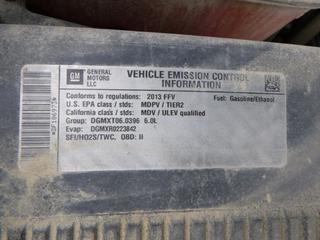 GM
GENERAL MOTORS LLC
VEHICLE EMISSION CONTROL INFORMATION
Conforms to regulations: 2013 FFV
U.S. EPA class / stds: MDPV / TIER2
Fuel: Gasoline/Ethanol
California class / stds: MDV / ULEV qualified
Group: DGMXT06.0396 6.0L
Evap: DGMXR0223842
SFI/HO2S/TWC, OBD: II